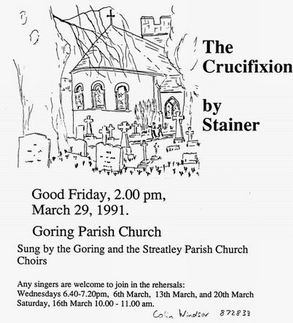 The
Crucifixion
by
Stainer
Good Friday, 2.00 pm,
March 29, 1991.
Goring Parish Church
Sung by the Goring and the Streatley Parish Church
Choirs
Any singers are welcome to join in the rehersals:
Wednesdays 6.40-7.20pm, 6th March, 13th March, and 20th March
Saturday, 16th March 10.00 - 11.00 am.
Colin Windsor 872833